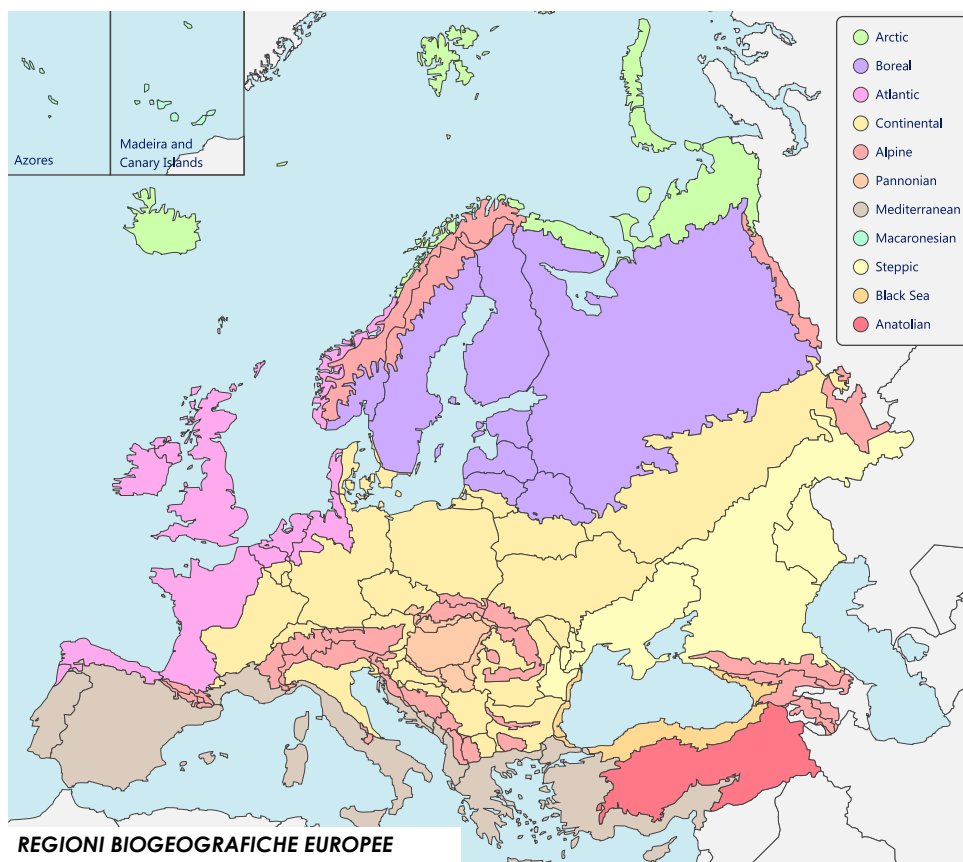 Azores
Madeira and
Canary Islands
Arctic
Boreal
Atlantic
Continental
Alpine
Pannonian
Mediterranean
Macaronesian
Steppic
Black Sea
Anatolian
REGIONI BIOGEOGRAFICHE EUROPEE